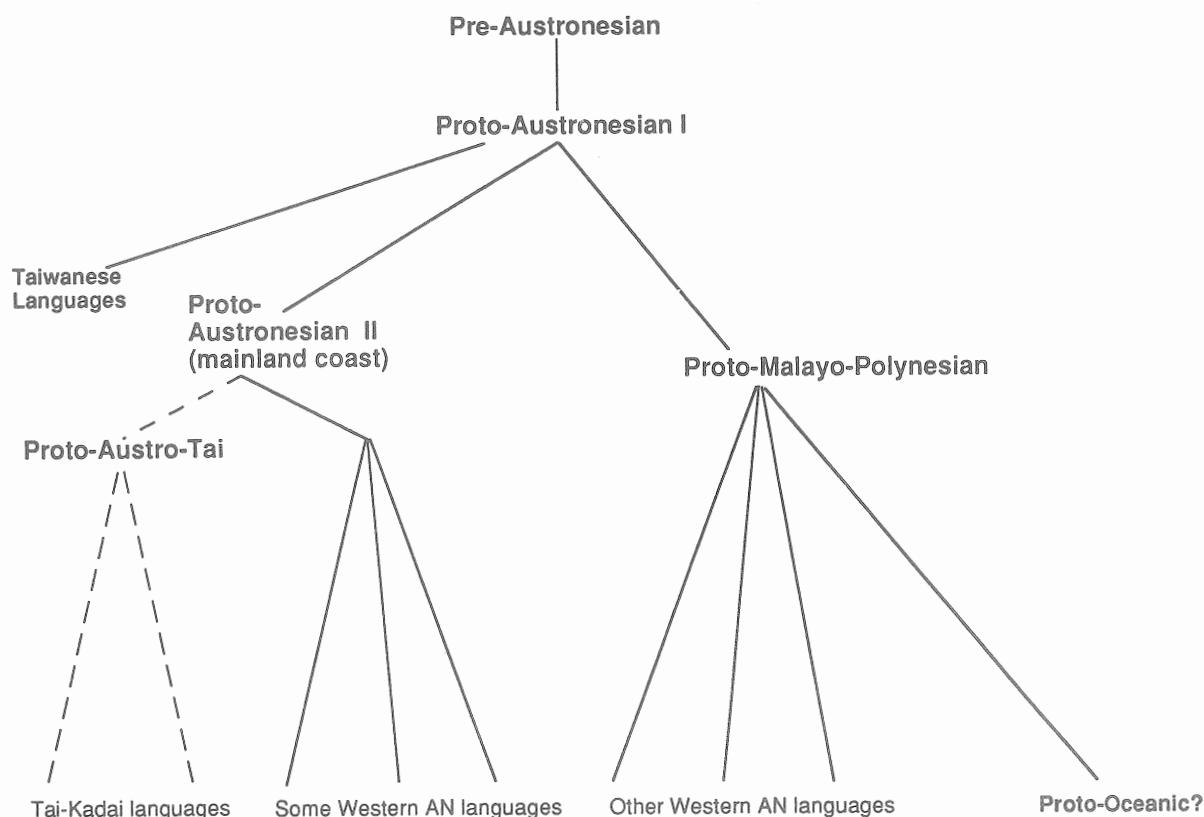 Pre-Austronesian
Proto-Austronesian I
Taiwanese
Languages
Proto-
Austronesian II
(mainland coast)
Proto-Malayo-Polynesian
Proto-Austro-Tai
Tai-Kadai languages
Some Western AN languages
Other Western AN languages
Proto-Oceanic?